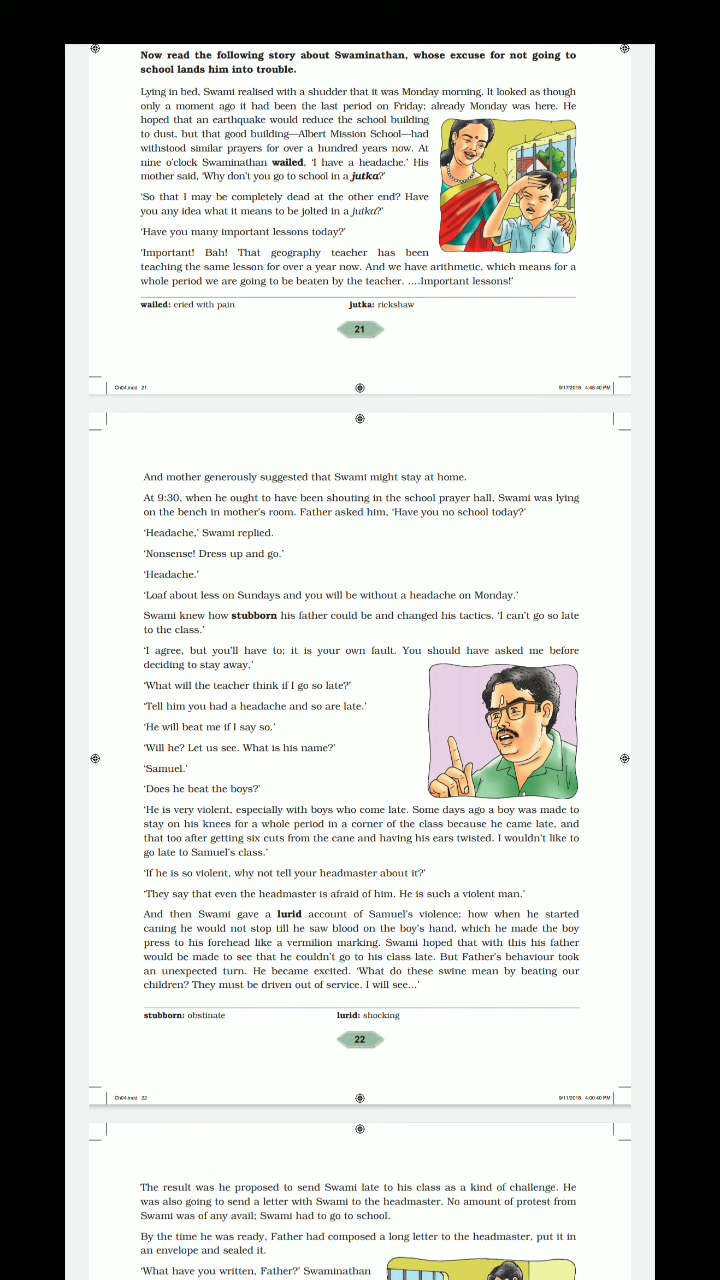 Now read the following story about Swaminathan, whose excuse for not going to
school lands him into trouble.
Lying in bed, Swami realised with a shudder that it was Monday morning. It looked as though
only a moment ago it had been the last period on Friday; already Monday was here. He
hoped that an earthquake would reduce the school building
to dust, but that good building—Albert Mission School—had
withstood similar prayers for over a hundred years now. At
nine o'clock Swaminathan wailed, 'I have a headache.' His
mother said, 'Why don't you go to school in a jutka?'
'So that I may be completely dead at the other end? Have
you any idea what it means to be jolted in a jutka?'
'Have you many important lessons today?'
'Important! Bah! That geography teacher has been
teaching the same lesson for over a year now. And we have arithmetic, which means for a
whole period we are going to be beaten by the teacher. ....Important lessons!'
wailed: cried with pain jutka: rickshaw
21
Ch04.indd 21 9/17/2016 4:48:40 PM
And mother generously suggested that Swami might stay at home.
At 9:30, when he ought to have been shouting in the school prayer hall, Swami was lying
on the bench in mother's room. Father asked him, 'Have you no school today?'
'Headache,' Swami replied.
'Nonsense! Dress up and go.'
'Headache.'
'Loaf about less on Sundays and you will be without a headache on Monday.'
Swami knew how stubborn his father could be and changed his tactics. 'I can't go so late
to the class.'
'I agree, but you'll have to; it is your own fault. You should have asked me before
deciding to stay away.'
'What will the teacher think if I go so late?'
'Tell him you had a headache and so are late.'
'He will beat me if I say so.'
'Will he? Let us see. What is his name?'
'Samuel.'
'Does he beat the boys?'
'He is very violent, especially with boys who come late. Some days ago a boy was made to
stay on his knees for a whole period in a corner of the class because he came late, and
that too after getting six cuts from the cane and having his ears twisted. I wouldn't like to
go late to Samuel's class.'
'If he is so violent, why not tell your headmaster about it?'
'They say that even the headmaster is afraid of him. He is such a violent man.'
And then Swami gave a lurid account of Samuel's violence; how when he started
caning he would not stop till he saw blood on the boy's hand, which he made the boy
press to his forehead like a vermilion marking. Swami hoped that with this his father
would be made to see that he couldn't go to his class late. But Father's behaviour took
an unexpected turn. He became excited. 'What do these swine mean by beating our
children? They must be driven out of service. I will see...'
stubborn: obstinate lurid: shocking
22
Ch04.indd 22 9/11/2016 4:00:40 PM
The result was he proposed to send Swami late to his class as a kind of challenge. He
was also going to send a letter with Swami to the headmaster. No amount of protest from
Swami was of any avail; Swami had to go to school.
By the time he was ready, Father had composed a long letter to the headmaster, put it in
an envelope and sealed it.
'What have you written, Father?' Swaminathan